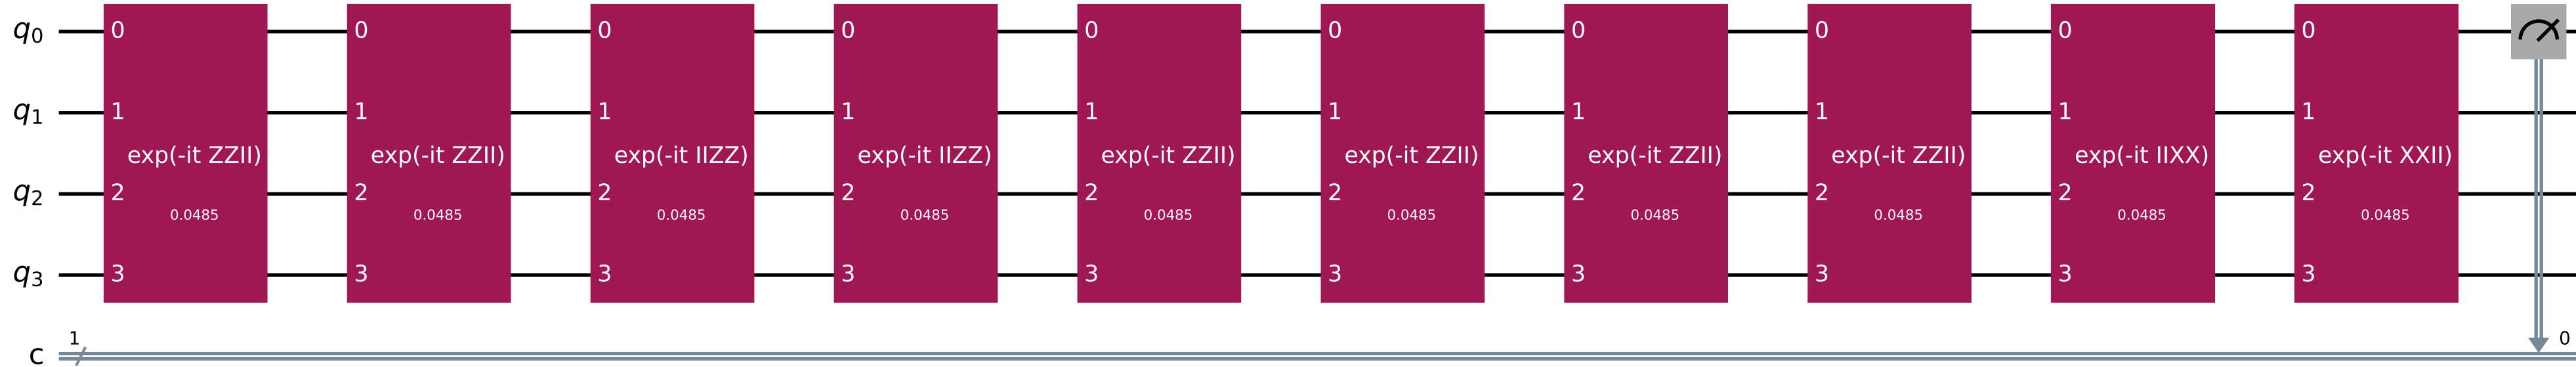 q0 0 0 0 0 0 0 0 0 0 0
q1 1 1 1 1 1 1 1 1 1 1
exp(-it ZZII) exp(-it ZZII) exp(-it IIZZ) exp(-it IIZZ) exp(-it ZZII) exp(-it ZZII) exp(-it ZZII) exp(-it ZZII) exp(-it IIXX) exp(-it XXII)
q2 2 2 2 2 2 2 2 2 2 2
0.0485 0.0485 0.0485 0.0485 0.0485 0.0485 0.0485 0.0485 0.0485 0.0485
q3 3 3 3 3 3 3 3 3 3 3
1 0
c